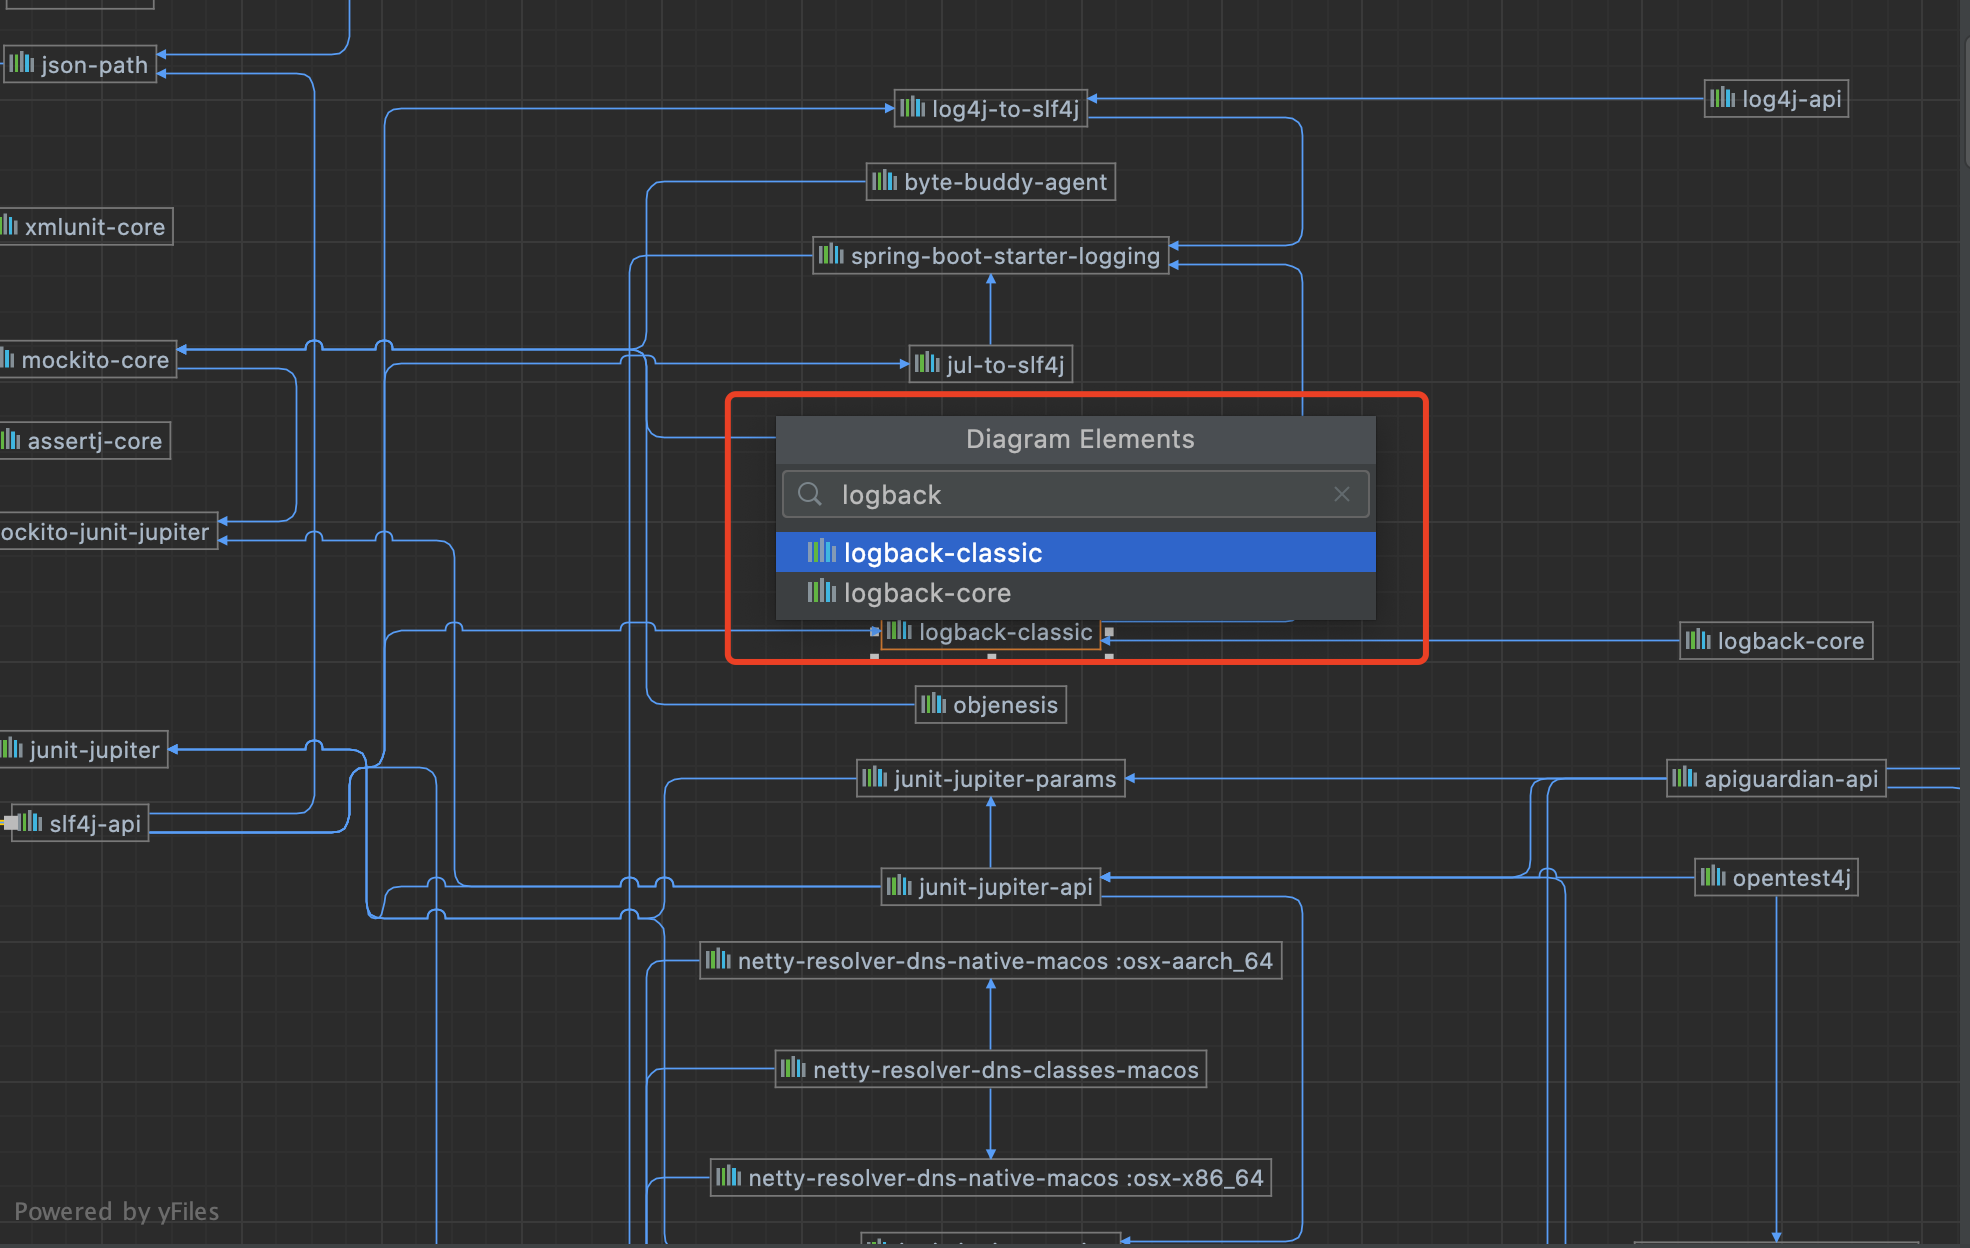 json-path
log4j-to-slf4j
log4j-api
byte-buddy-agent
xmlunit-core
spring-boot-starter-logging
mockito-core
jul-to-slf4j
assertj-core
Diagram Elements
logback
ockito-junit-jupiter
logback-classic
logback-core
logback-classic
logback-core
objenesis
junit-jupiter
junit-jupiter-params
apiguardian-api
slf4j-api
junit-jupiter-api
opentest4j
netty-resolver-dns-native-macos :osx-aarch_64
netty-resolver-dns-classes-macos
netty-resolver-dns-native-macos :osx-x86_64
Powered by yFiles